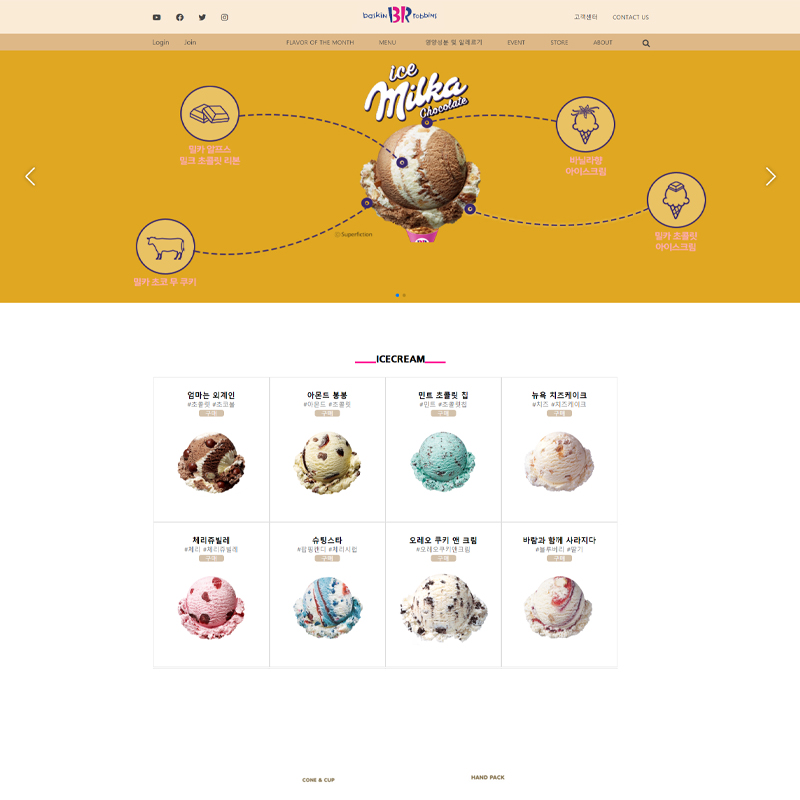 baskin BR robbins
고객센터 CONTACT US
Login Join FLAVOR OF THE MONTH MENU 영양성분 및 알레르기 EVENT STORE ABOUT
ice
Milka
Chocolate
밀카 알프스
밀크 초콜릿 리본
바닐라향
아이스크림
밀카 초콜릿
아이스크림
Superfiction
밀카 초코 무 쿠키
ICECREAM
엄마는 외계인
#초콜릿 #초코볼
구매
아몬드 봉봉
#아몬드 #초콜릿
구매
민트 초콜릿 칩
#민트 #초콜릿칩
구매
뉴욕 치즈케이크
#치즈 #치즈케이크
구매
체리쥬빌레
#체리 #체리쥬빌레
구매
슈팅스타
#팝핑캔디 #체리시럽
구매
오레오 쿠키 앤 크림
#오레오쿠키앤크림
구매
바람과 함께 사라지다
#블루베리 #딸기
구매
CONE & CUP
HAND PACK